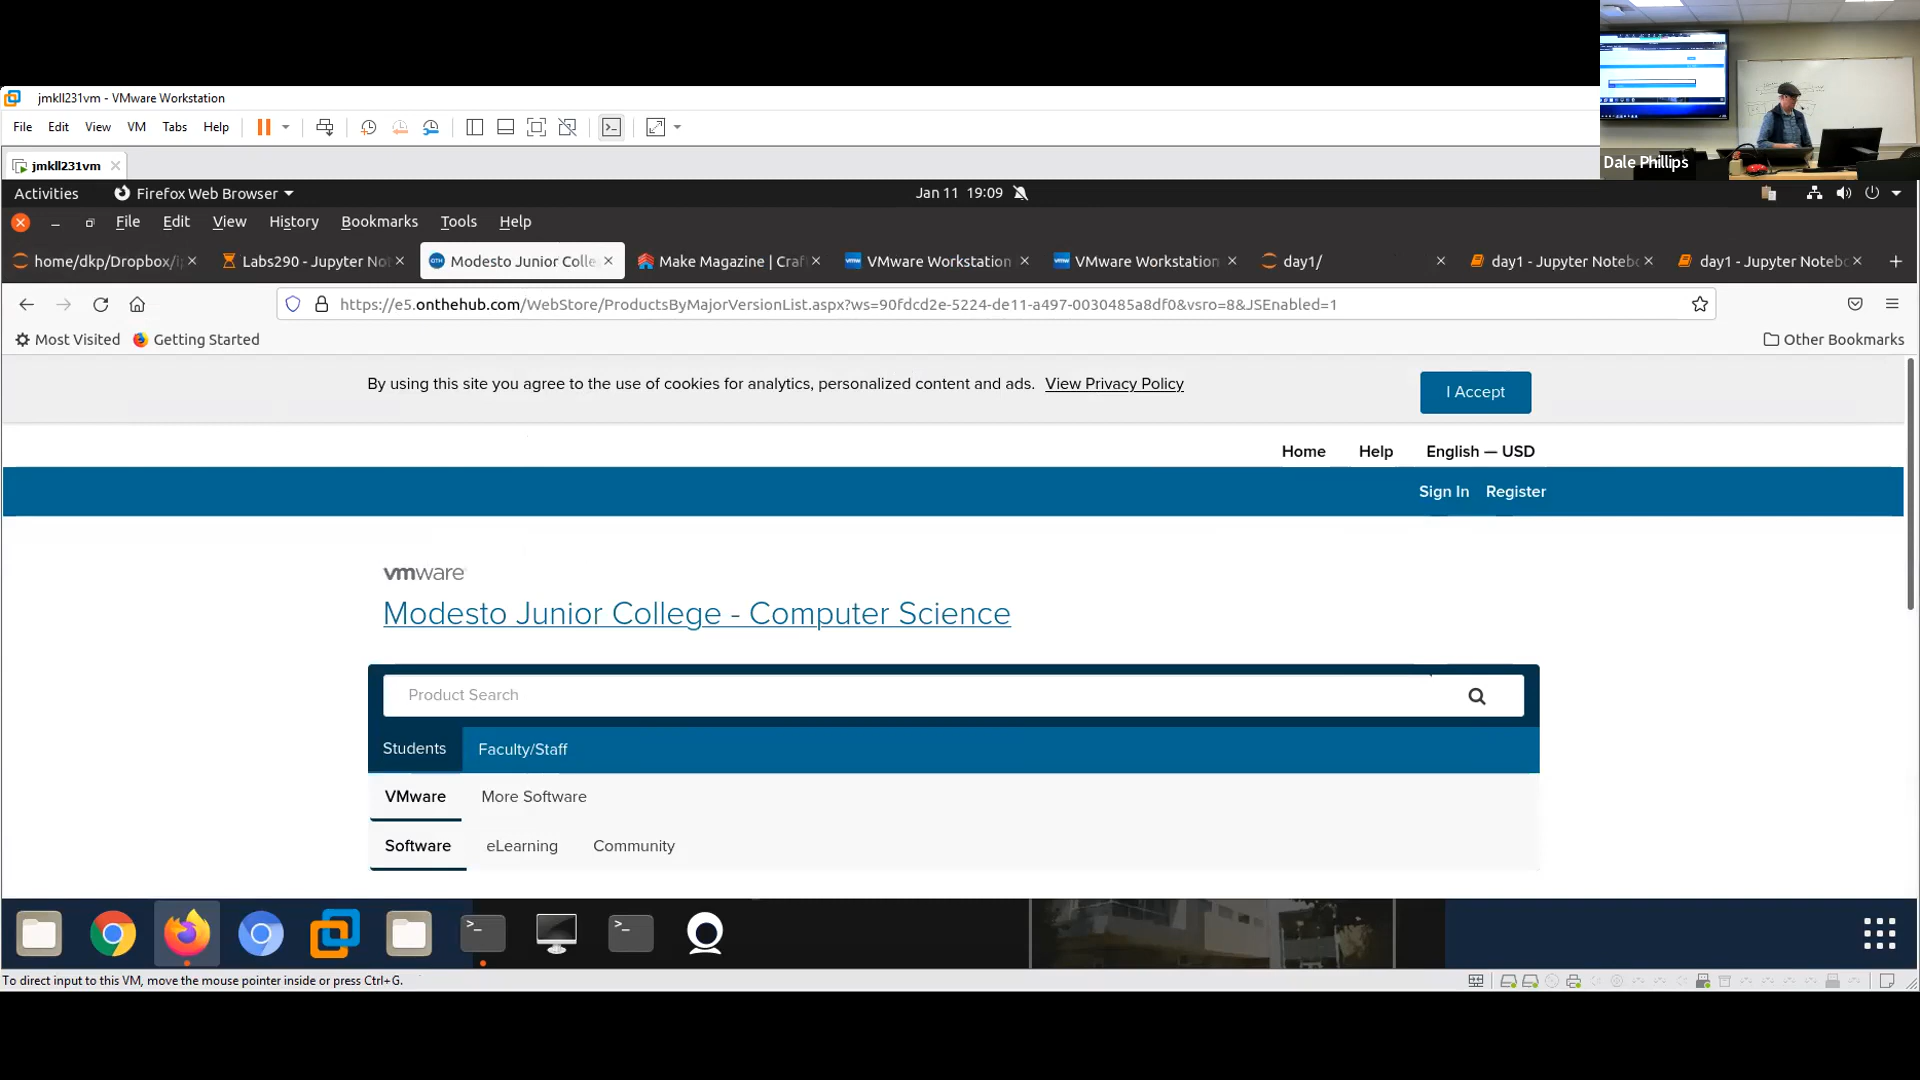 jmkll231vm - VMware Workstation
File Edit View VM Tabs Help
jmkll231vm
Dale Phillips
Activities Firefox Web Browser Jan 11 19:09
File Edit View History Bookmarks Tools Help
home/dkp/Dropbox/i Labs290 - Jupyter No Modesto Junior Colle Make Magazine | Craf VMware Workstation VMware Workstation day1/ day1 - Jupyter Notebo day1 - Jupyter Notebo
https://e5.onthehub.com/WebStore/ProductsByMajorVersionList.aspx?ws=90fdcd2e-5224-de11-a497-0030485a8df0&vsro=8&JSEnabled=1
Most Visited Getting Started Other Bookmarks
By using this site you agree to the use of cookies for analytics, personalized content and ads. View Privacy Policy I Accept
Home Help English — USD
Sign In Register
vmware
Modesto Junior College - Computer Science
Product Search
Students Faculty/Staff
VMware More Software
Software eLearning Community
To direct input to this VM, move the mouse pointer inside or press Ctrl+G.